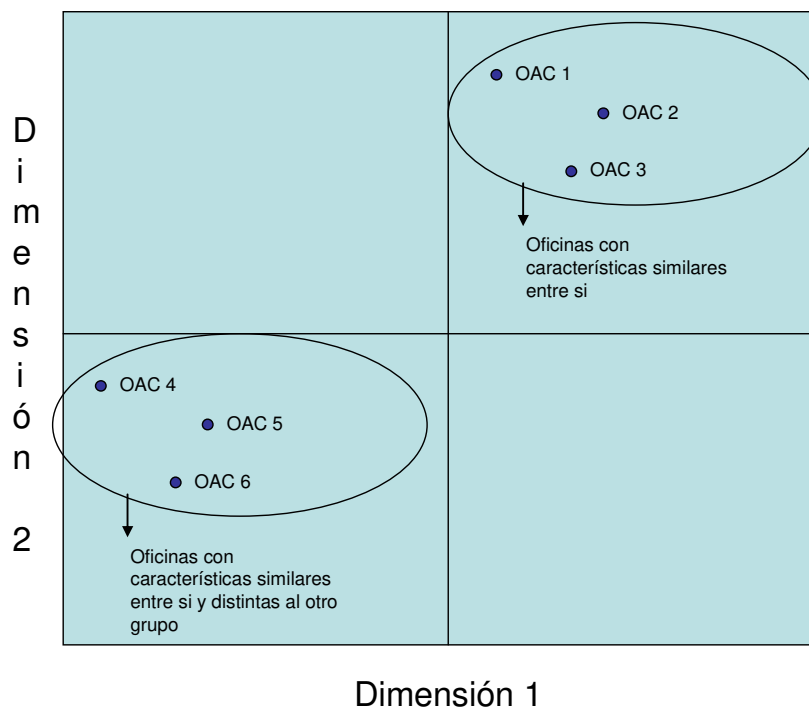 Dimensión 2
OAC 1
OAC 2
OAC 3
Oficinas con
características similares
entre si
OAC 4
OAC 5
OAC 6
Oficinas con
características similares
entre si y distintas al otro
grupo
Dimensión 1